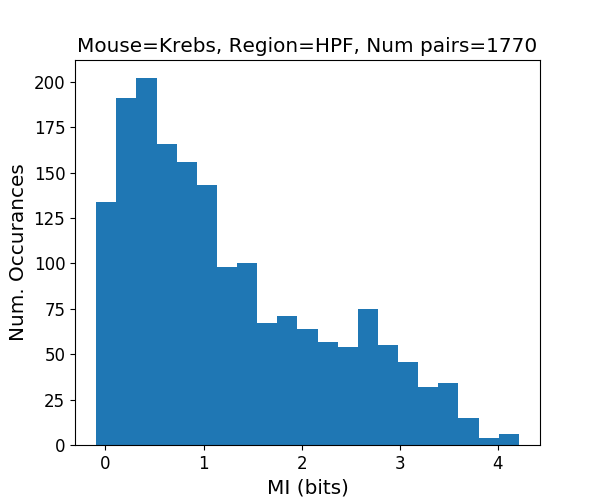 Mouse=Krebs, Region=HPF, Num pairs=1770
Num. Occurances
200
175
150
125
100
75
50
25
0
0 1 2 3 4
MI (bits)